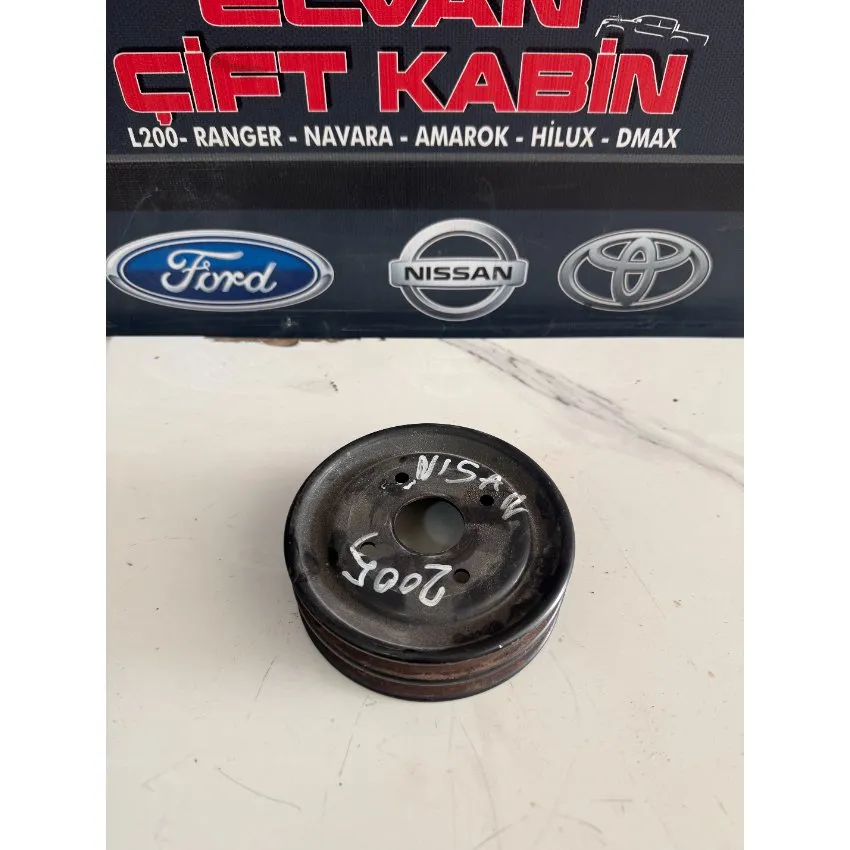 ELVAN
ÇİFT KABİN
L200- RANGER - NAVARA - AMAROK - HİLUX - DMAX
Ford
NISSAN
NISAN
2005